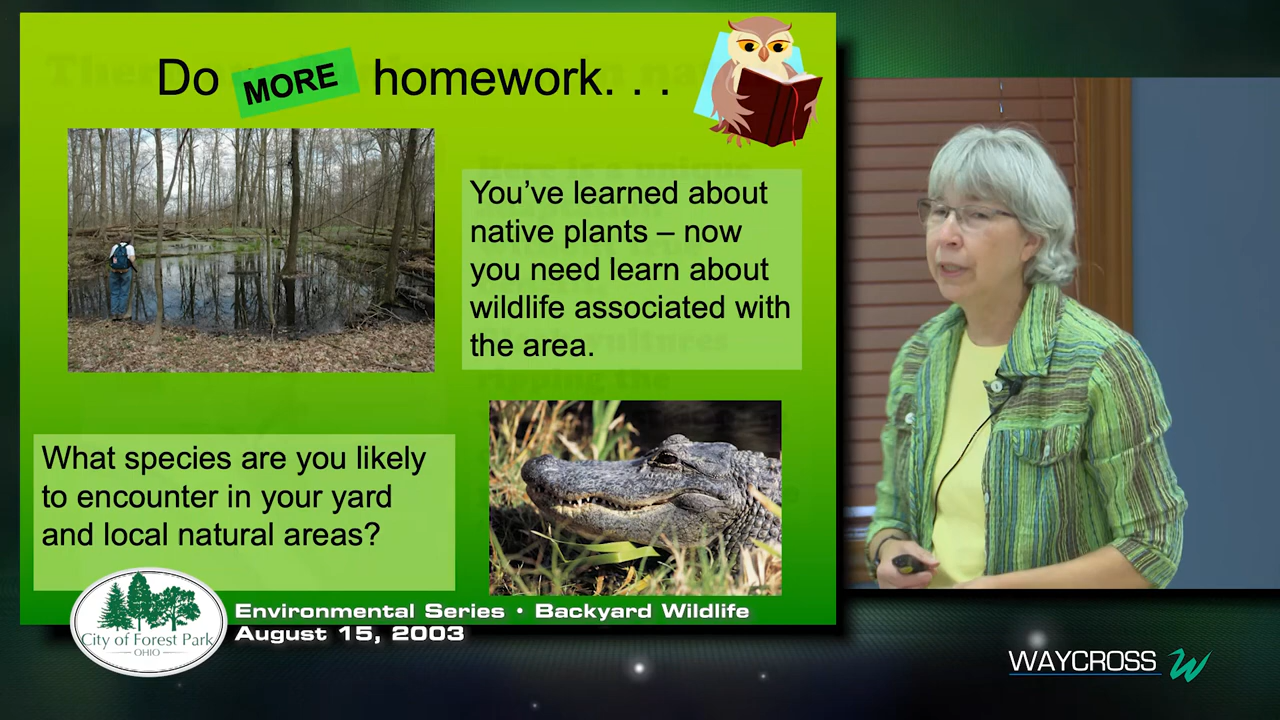 Do MORE homework. . .
You've learned about
native plants – now
you need learn about
wildlife associated with
the area.
What species are you likely
to encounter in your yard
and local natural areas?
City of Forest Park
OHIO
Environmental Series • Backyard Wildlife
August 15, 2003
WAYCROSS W